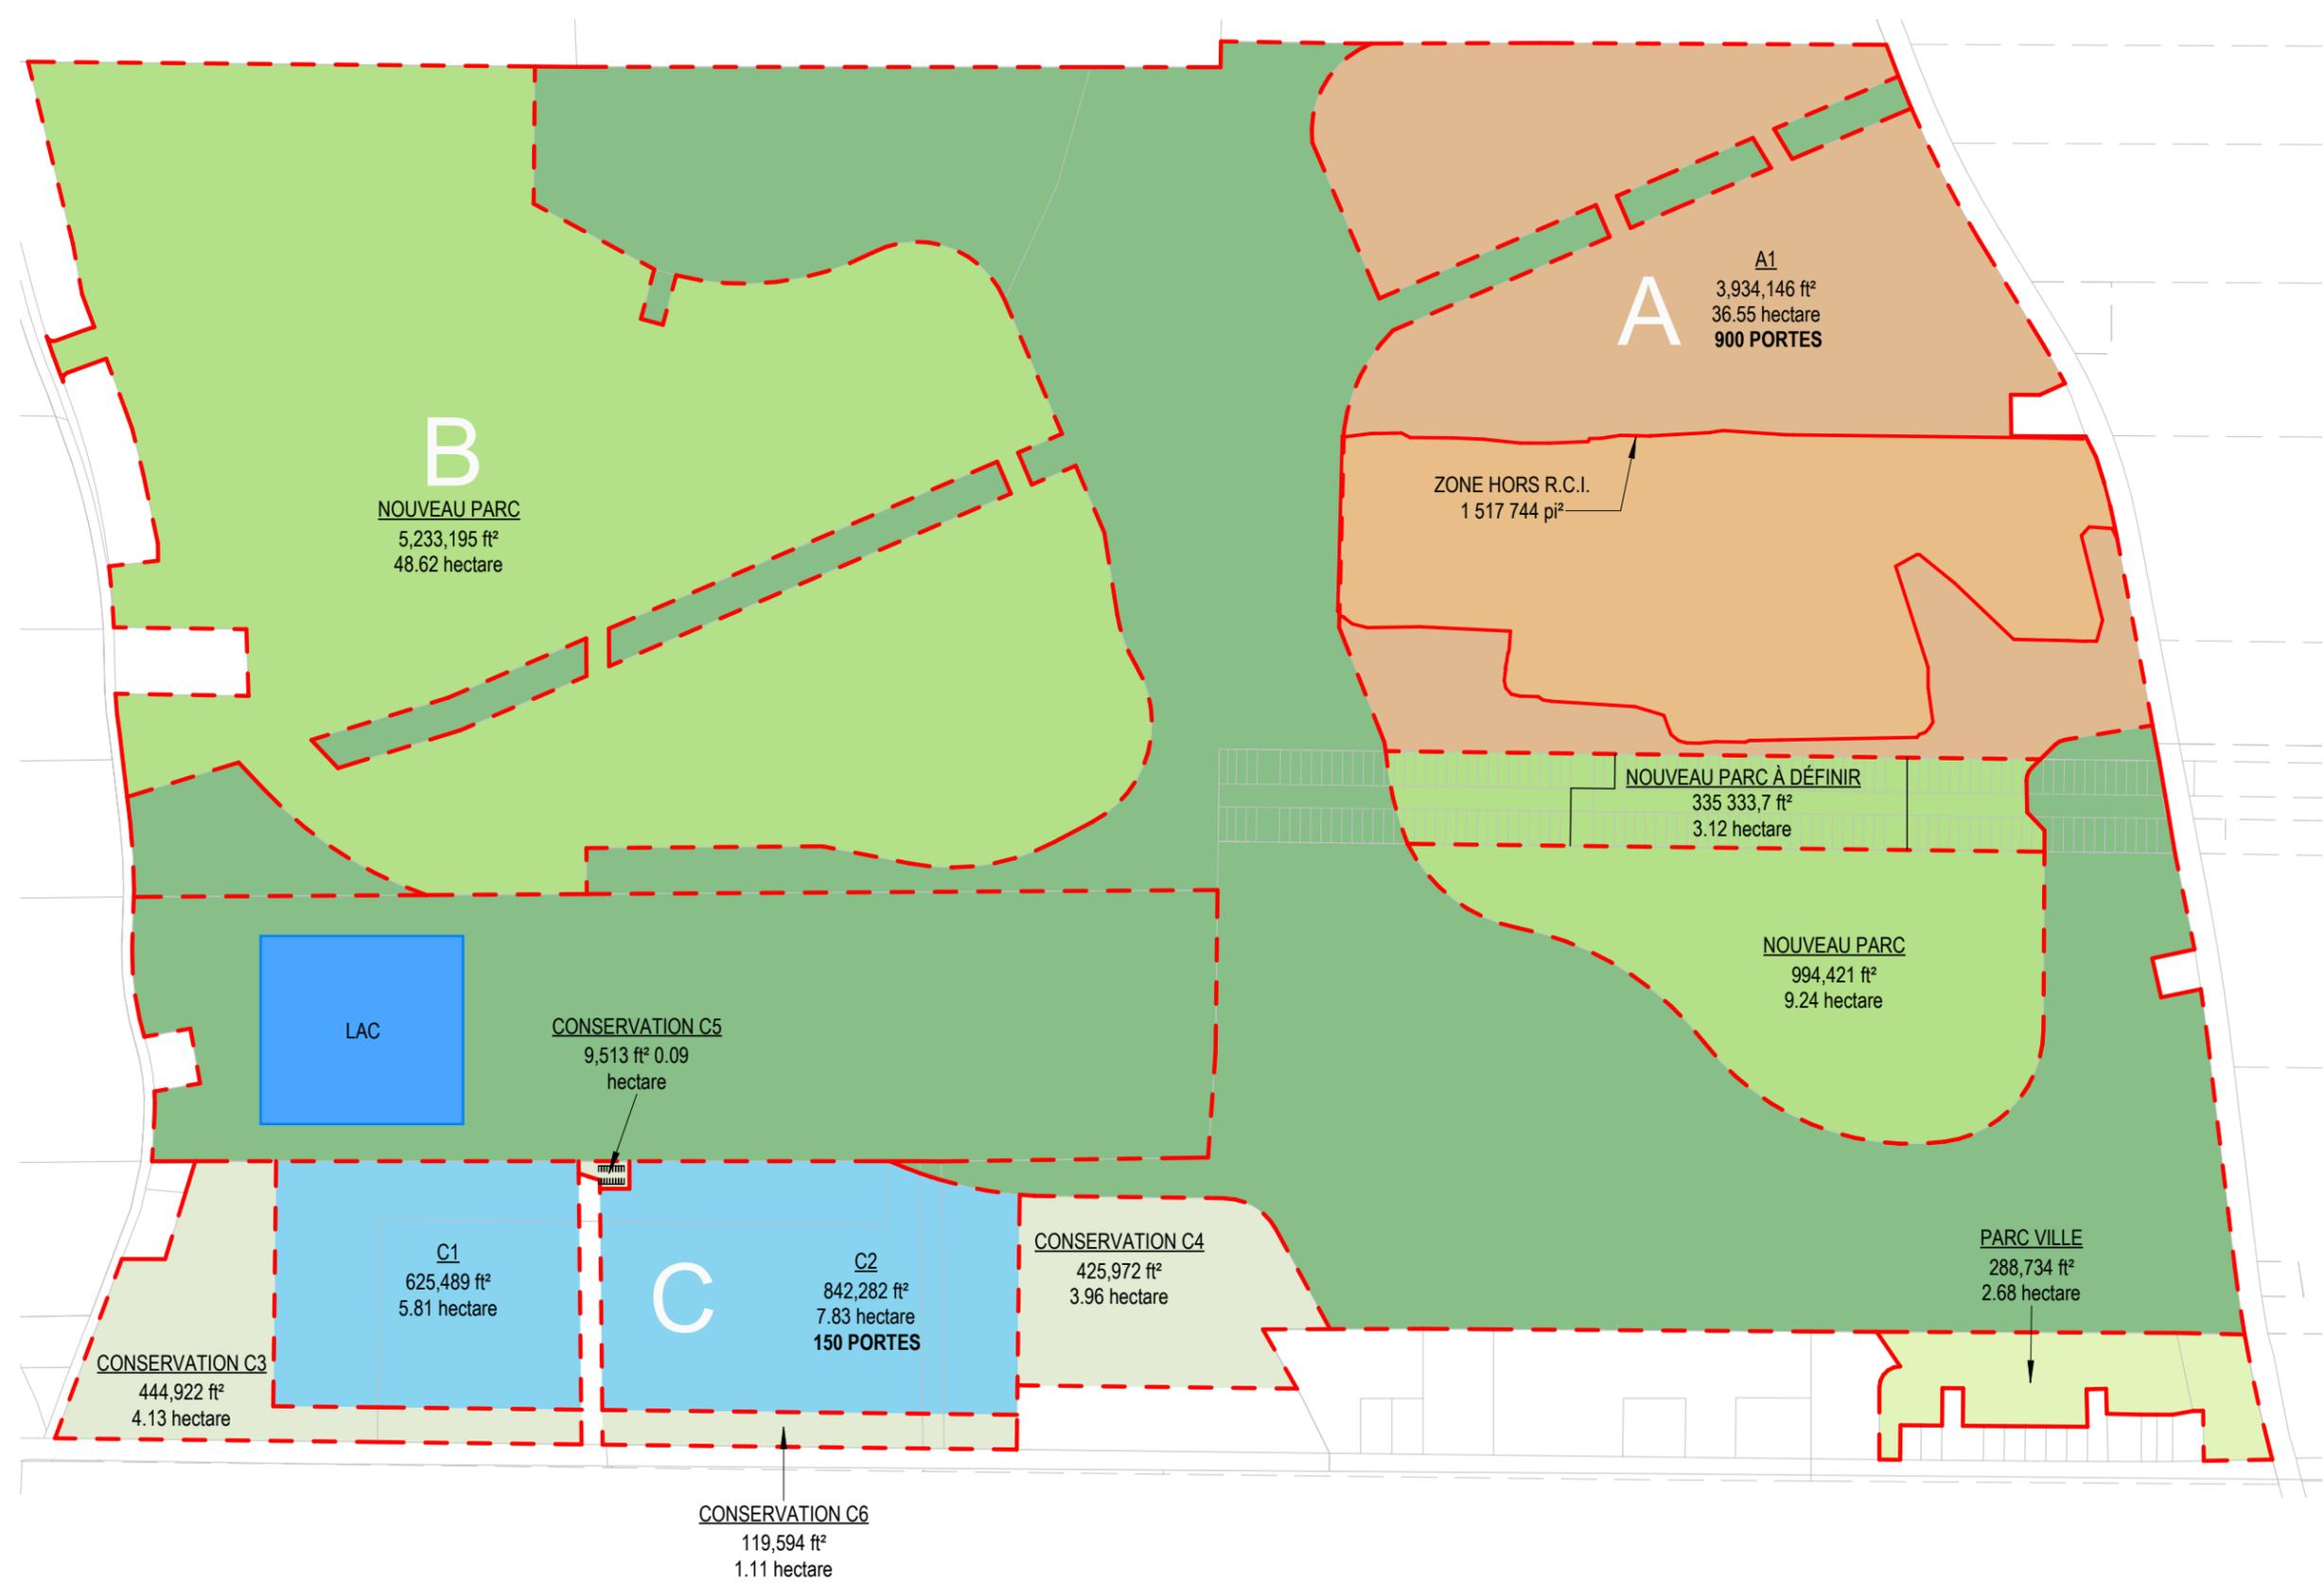 A
A1
3,934,146 ft²
36.55 hectare
900 PORTES
B
NOUVEAU PARC
5,233,195 ft²
48.62 hectare
ZONE HORS R.C.I.
1 517 744 pi²
NOUVEAU PARC À DÉFINIR
335 333,7 ft²
3.12 hectare
NOUVEAU PARC
994,421 ft²
9.24 hectare
LAC
CONSERVATION C5
9,513 ft² 0.09
hectare
C1
625,489 ft²
5.81 hectare
C
C2
842,282 ft²
7.83 hectare
150 PORTES
CONSERVATION C4
425,972 ft²
3.96 hectare
PARC VILLE
288,734 ft²
2.68 hectare
CONSERVATION C3
444,922 ft²
4.13 hectare
CONSERVATION C6
119,594 ft²
1.11 hectare